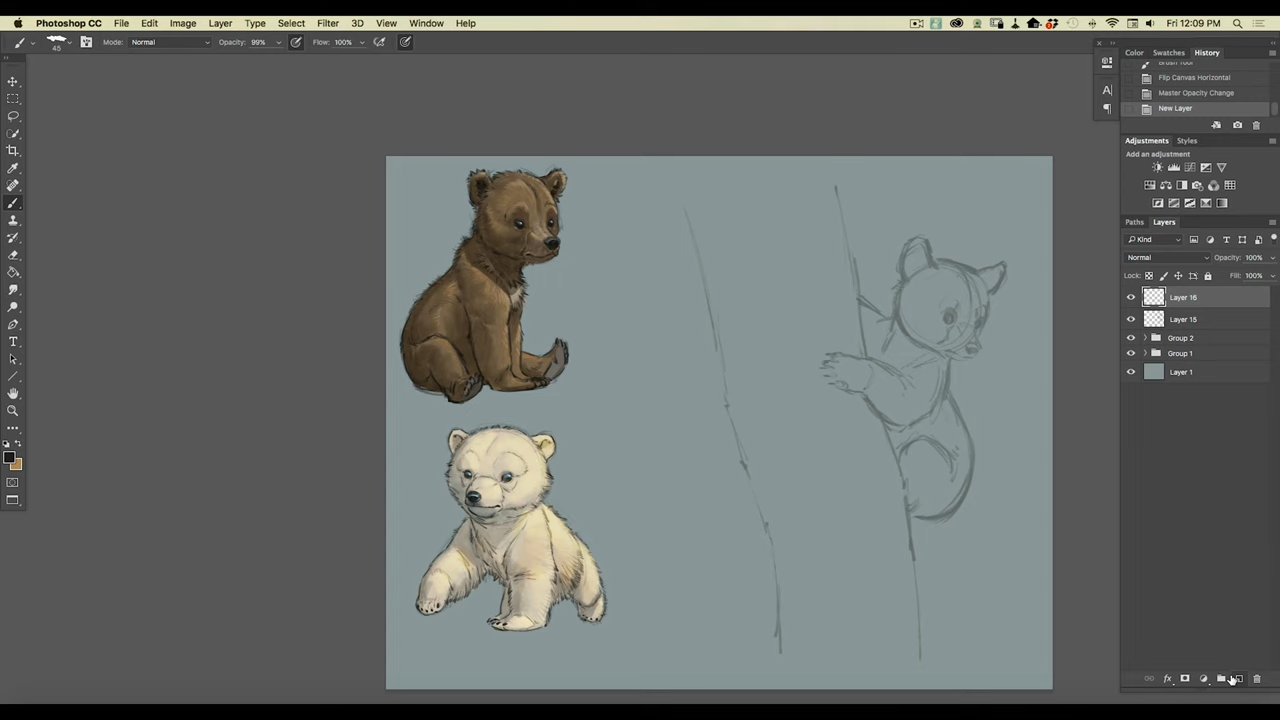 Photoshop CC File Edit Image Layer Type Select Filter 3D View Window Help Fri 12:09 PM
45 Mode: Normal Opacity: 99% Flow: 100%
Color Swatches History
Brush Tool
Flip Canvas Horizontal
Master Opacity Change
New Layer
Adjustments Styles
Add an adjustment
Paths Layers
Kind
Normal Opacity: 100%
Lock: Fill: 100%
Layer 16
Layer 15
Group 2
Group 1
Layer 1